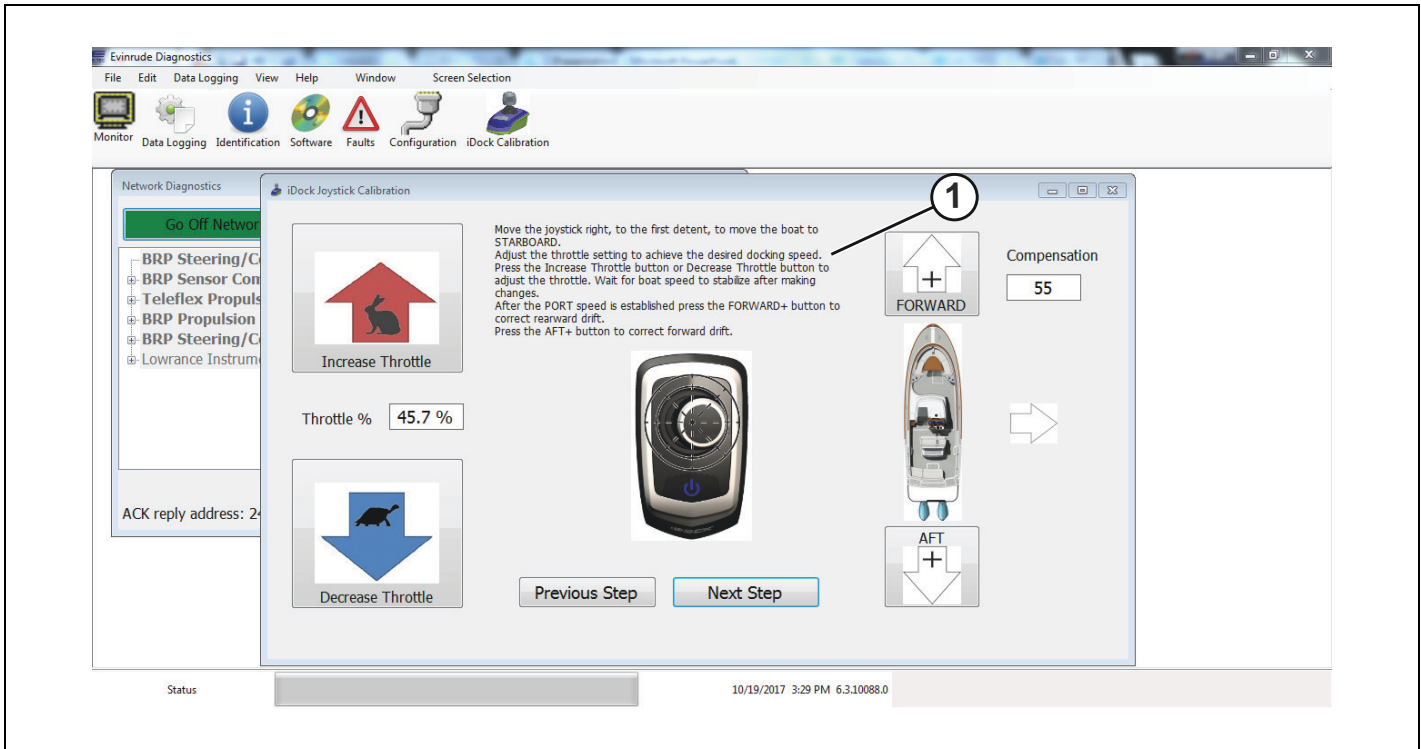 Evinrude Diagnostics
File Edit Data Logging View Help Window Screen Selection
Monitor Data Logging Identification Software Faults Configuration iDock Calibration
Network Diagnostics
Go Off Networ
BRP Steering/C
BRP Sensor Con
Teleflex Propuls
BRP Propulsion
BRP Steering/C
Lowrance Instrume
ACK reply address: 24
iDock Joystick Calibration
1
Increase Throttle
Throttle % 45.7 %
Decrease Throttle
Move the joystick right, to the first detent, to move the boat to
STARBOARD.
Adjust the throttle setting to achieve the desired docking speed.
Press the Increase Throttle button or Decrease Throttle button to
adjust the throttle. Wait for boat speed to stabilize after making
changes.
After the PORT speed is established press the FORWARD+ button to
correct rearward drift.
Press the AFT+ button to correct forward drift.
Previous Step Next Step
+
FORWARD
Compensation
55
AFT
+
Status 10/19/2017 3:29 PM 6.3.10088.0